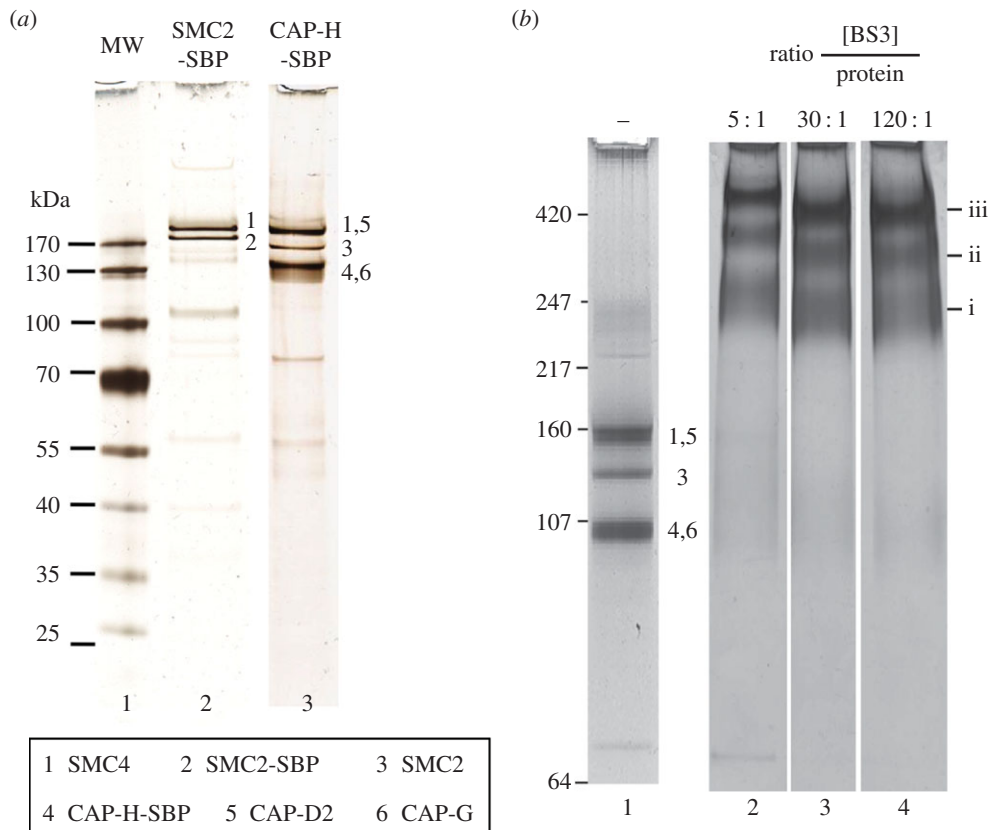 (a)
MW
SMC2
-SBP
CAP-H
-SBP
kDa
170
130
100
70
55
40
35
25
1
2
1,5
3
4,6
1 2 3
1 SMC4 2 SMC2-SBP 3 SMC2
4 CAP-H-SBP 5 CAP-D2 6 CAP-G
(b)
ratio [BS3]
protein
– 5 : 1 30 : 1 120 : 1
420
247
217
160
107
64
1,5
3
4,6
iii
ii
i
1 2 3 4